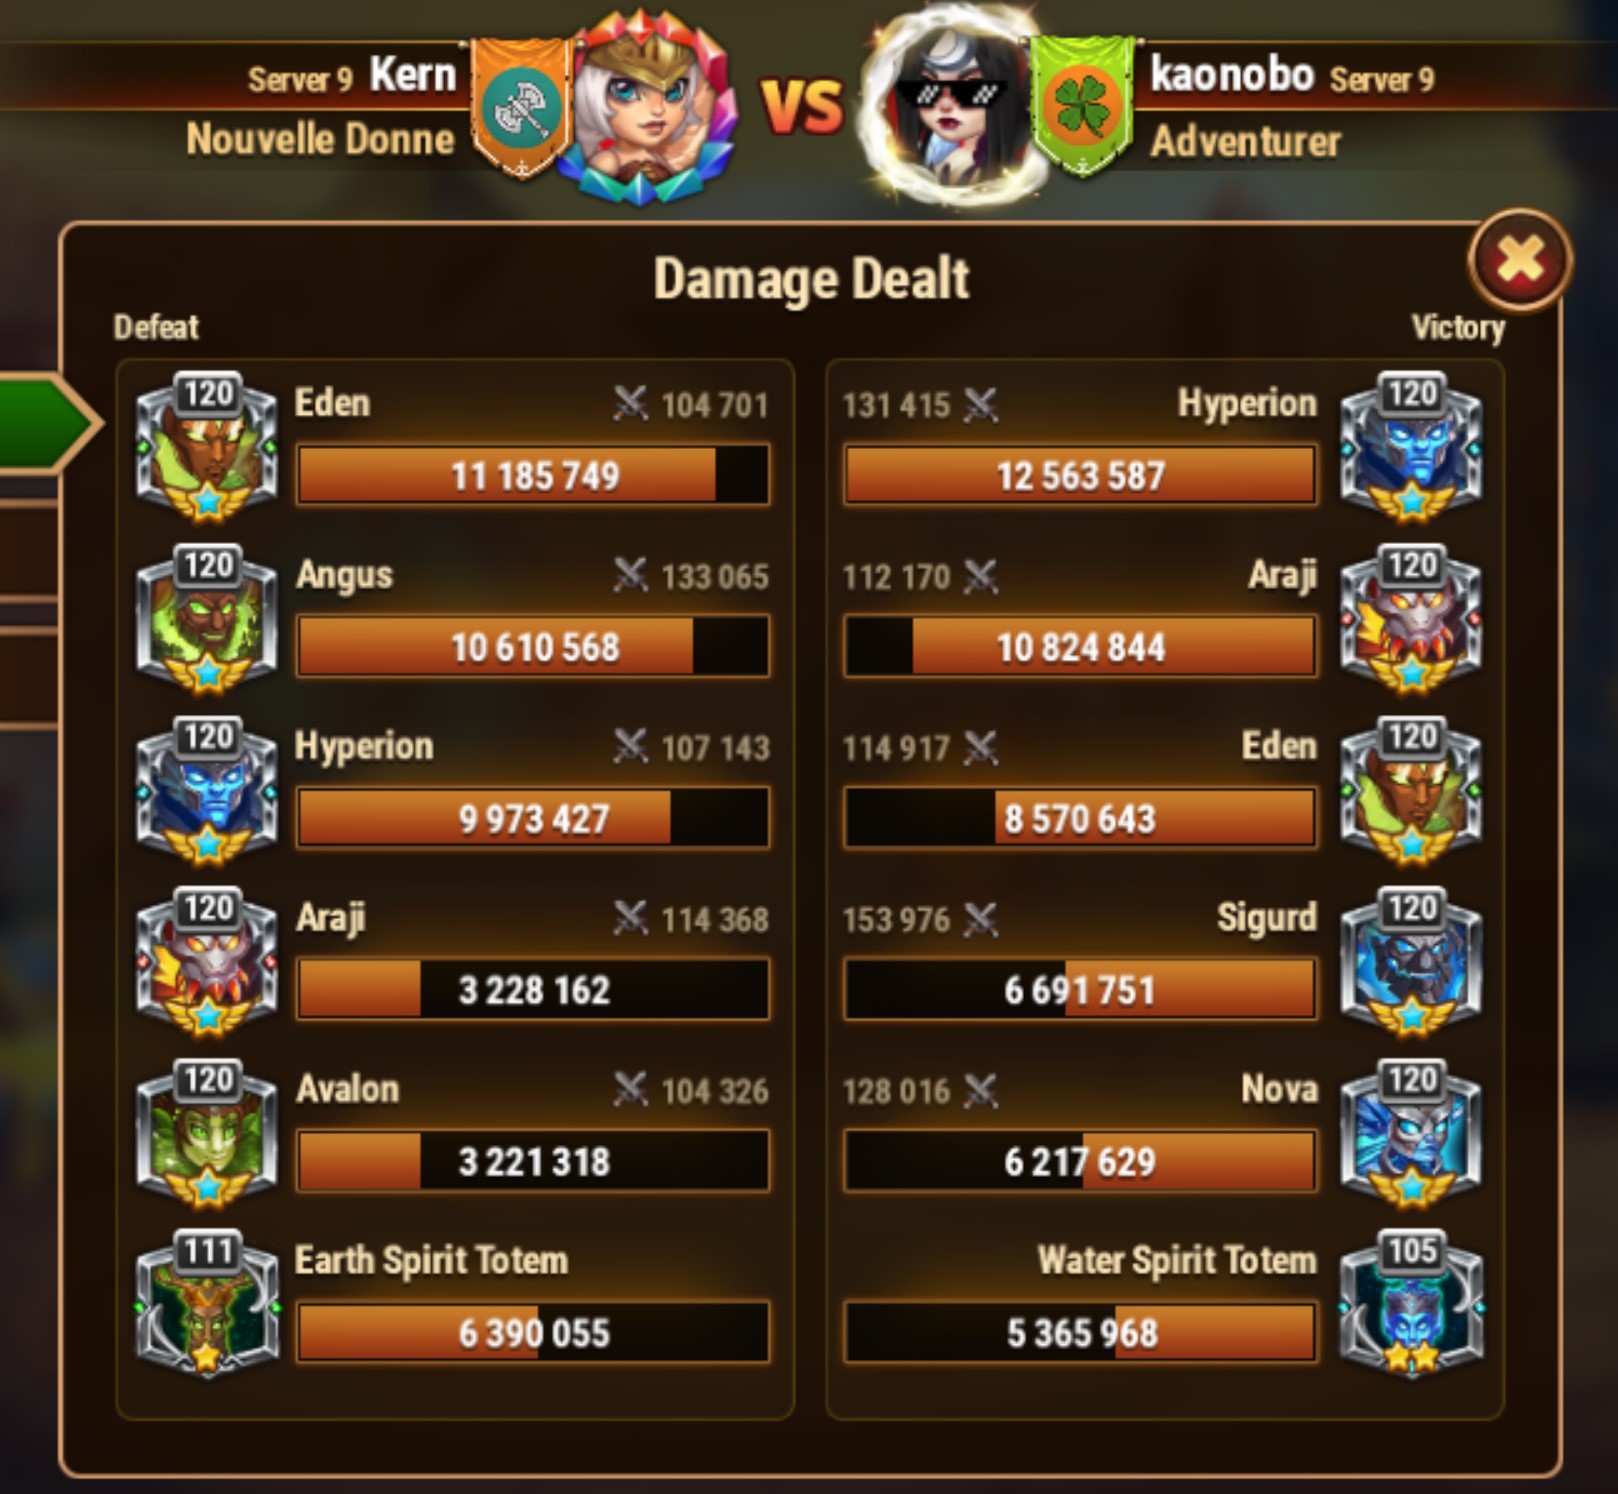 Server 9 Kern
Nouvelle Donne
VS
kaonobo Server 9
Adventurer
Damage Dealt
Defeat
Victory
120
Eden
104 701
11 185 749
131 415
Hyperion
120
12 563 587
120
Angus
133 065
10 610 568
112 170
Araji
120
10 824 844
120
Hyperion
107 143
9 973 427
114 917
Eden
120
8 570 643
120
Araji
114 368
3 228 162
153 976
Sigurd
120
6 691 751
120
Avalon
104 326
3 221 318
128 016
Nova
120
6 217 629
111
Earth Spirit Totem
6 390 055
Water Spirit Totem
105
5 365 968